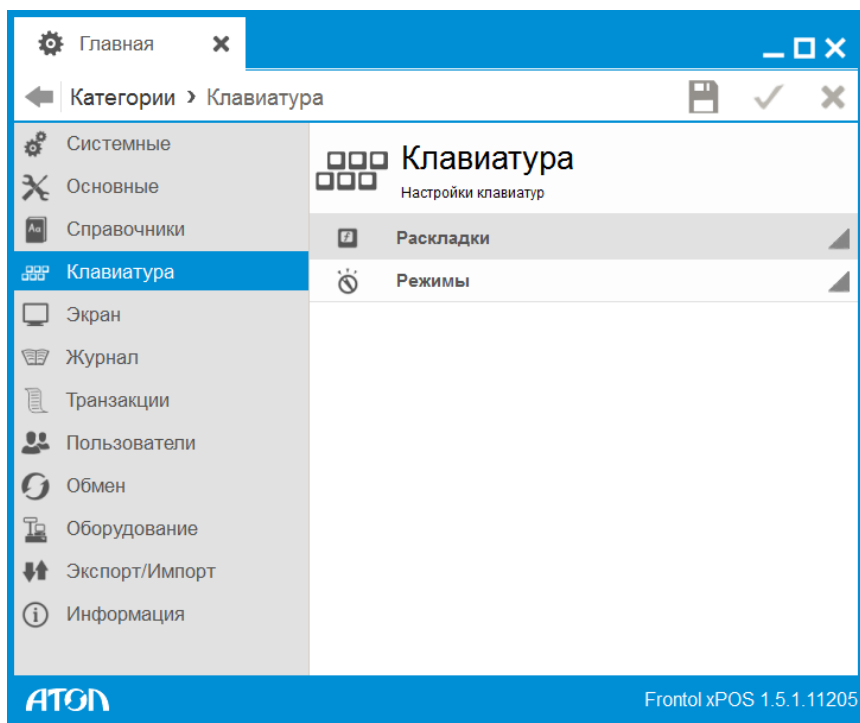 Главная
Категории › Клавиатура
Системные
Основные
Справочники
Клавиатура
Экран
Журнал
Транзакции
Пользователи
Обмен
Оборудование
Экспорт/Импорт
Информация
Клавиатура
Настройки клавиатур
Раскладки
Режимы
АТОЛ
Frontol xPOS 1.5.1.11205